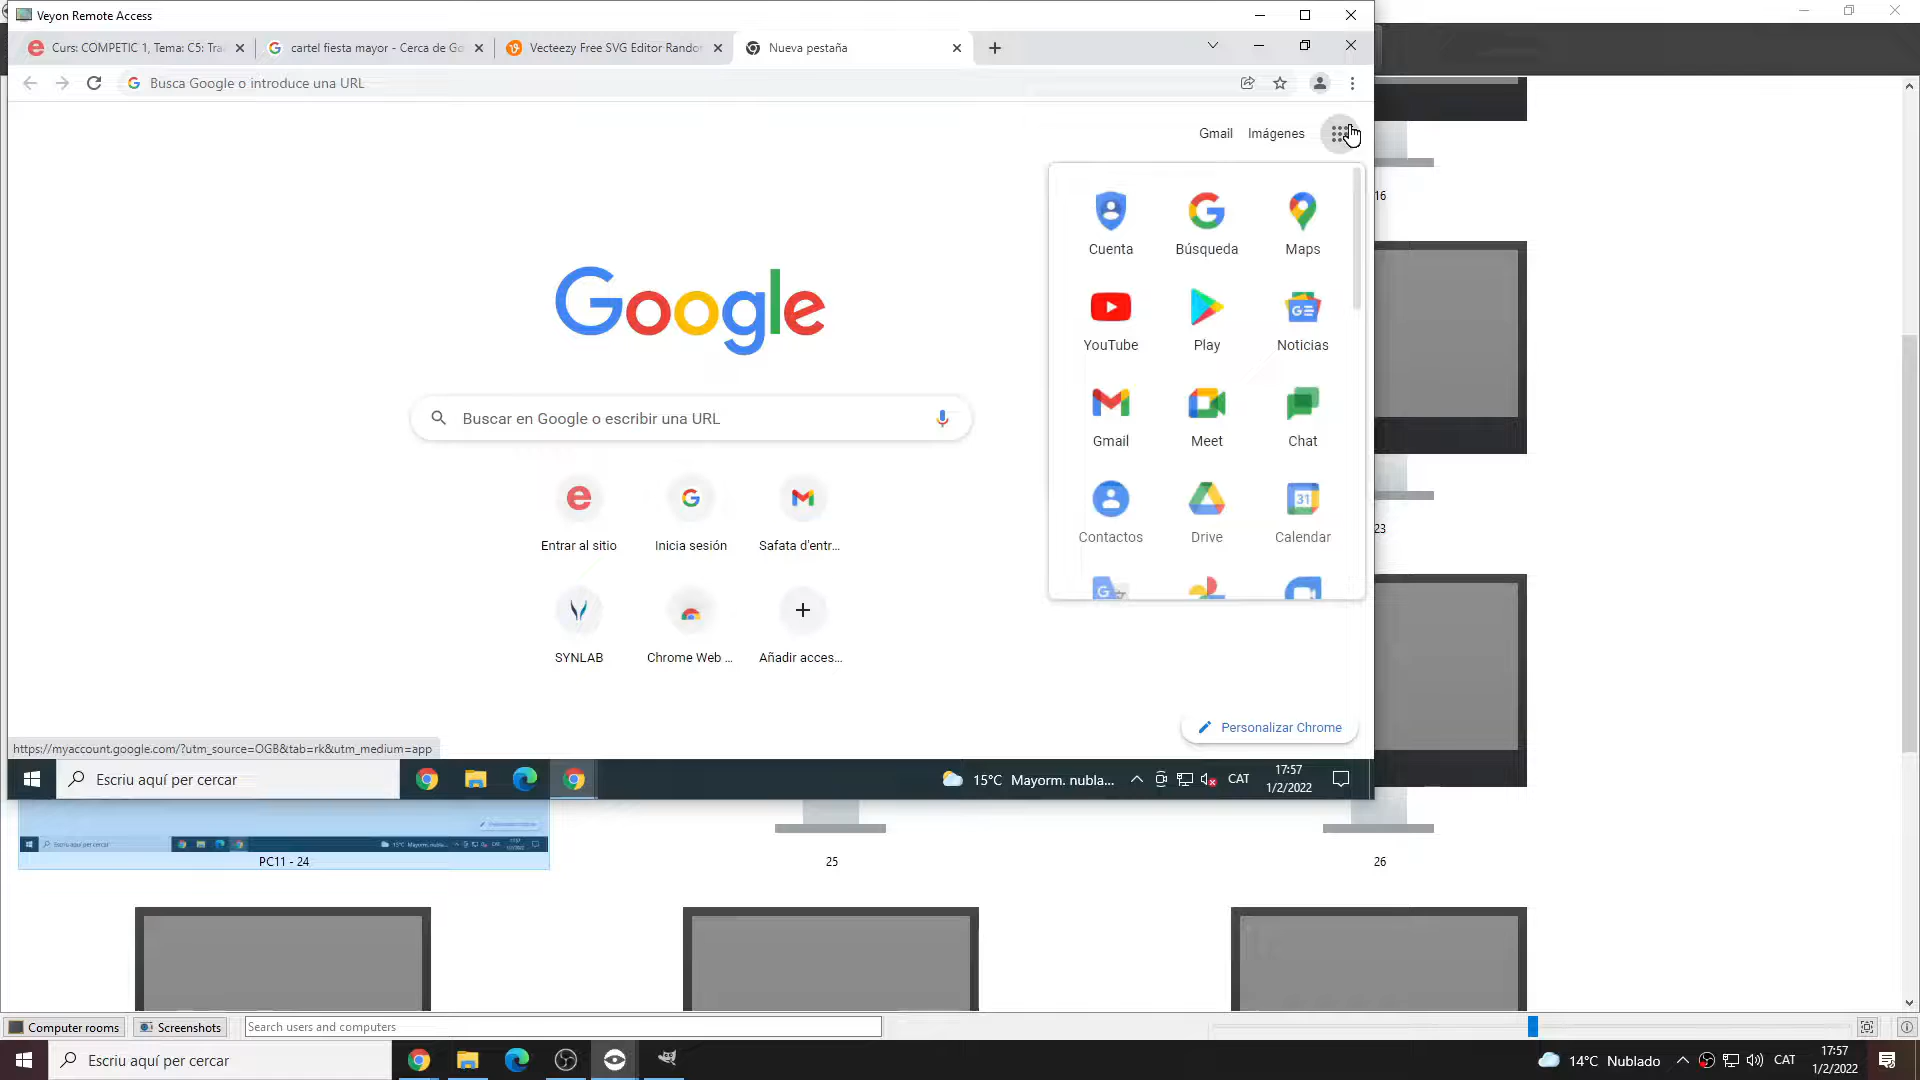 Veyon Remote Access
Curs: COMPETIC 1, Tema: C5: Tra
cartel fiesta mayor - Cerca de Go
Vecteezy Free SVG Editor Rando
Nueva pestaña
Busca Google o introduce una URL
Gmail Imágenes
Google
Buscar en Google o escribir una URL
Entrar al sitio
Inicia sesión
Safata d'entr...
SYNLAB
Chrome Web ...
Añadir acces...
Cuenta
Búsqueda
Maps
YouTube
Play
Noticias
Gmail
Meet
Chat
Contactos
Drive
31
Calendar
Personalizar Chrome
https://myaccount.google.com/?utm_source=OGB&tab=rk&utm_medium=app
Escriu aquí per cercar
15°C Mayorm. nubla...
CAT
17:57
1/2/2022
16
23
PC11 - 24
25
26
Computer rooms
Screenshots
Search users and computers
Escriu aquí per cercar
14°C Nublado
CAT
17:57
1/2/2022